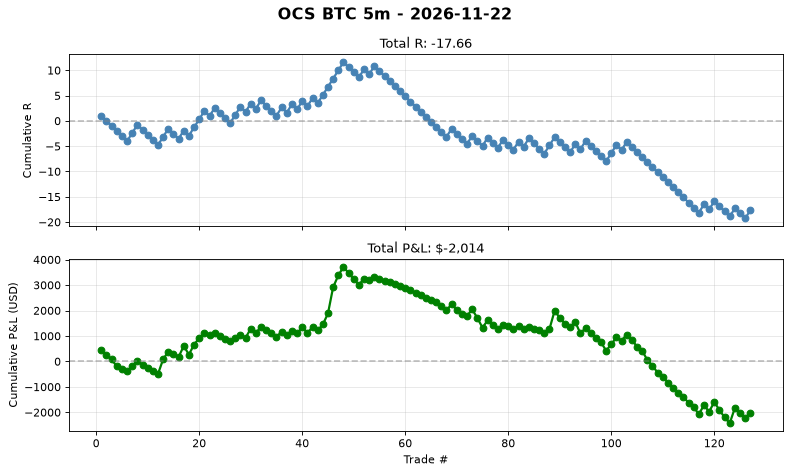 OCS BTC 5m - 2026-11-22
Total R: -17.66
Cumulative R
10
5
0
−5
−10
−15
−20
Total P&L: $-2,014
Cumulative P&L (USD)
4000
3000
2000
1000
0
−1000
−2000
0 20 40 60 80 100 120
Trade #